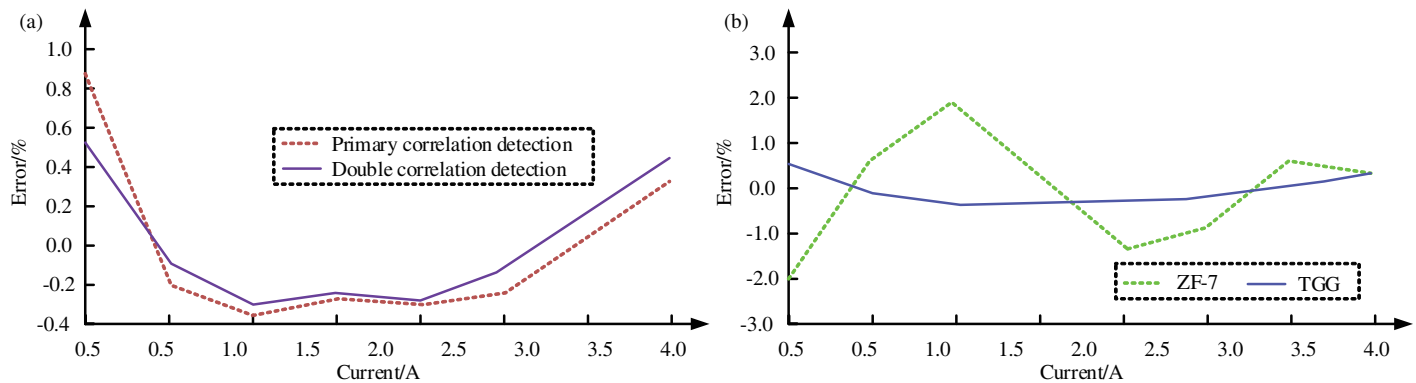 (a)
1.0
0.8
0.6
0.4
0.2
0.0
-0.2
-0.4
Error/%
Primary correlation detection
Double correlation detection
0.5 0.5 1.0 1.5 2.0 2.5 3.0 3.5 4.0
Current/A
(b)
3.0
2.0
1.0
0.0
-1.0
-2.0
-3.0
Error/%
ZF-7 TGG
0.5 0.5 1.0 1.5 2.0 2.5 3.0 3.5 4.0
Current/A